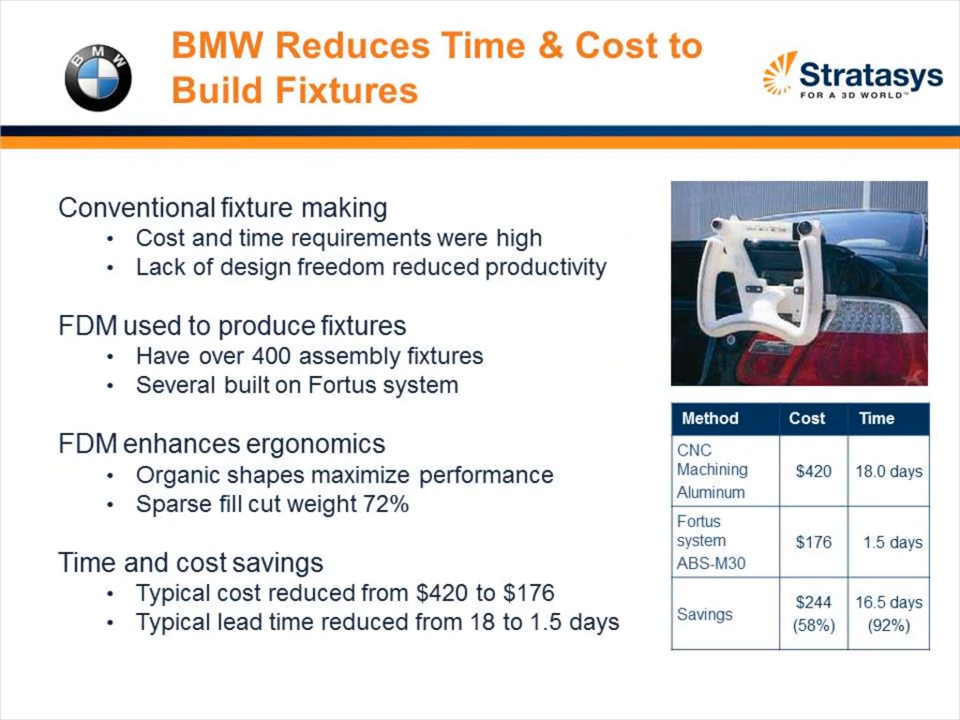 BMW
BMW Reduces Time & Cost to
Build Fixtures
Stratasys
FOR A 3D WORLD™
Conventional fixture making
• Cost and time requirements were high
• Lack of design freedom reduced productivity
FDM used to produce fixtures
• Have over 400 assembly fixtures
• Several built on Fortus system
FDM enhances ergonomics
• Organic shapes maximize performance
• Sparse fill cut weight 72%
Time and cost savings
• Typical cost reduced from $420 to $176
• Typical lead time reduced from 18 to 1.5 days
Method Cost Time
CNC
Machining
Aluminum
$420 18.0 days
Fortus
system
ABS-M30
$176 1.5 days
Savings
$244 16.5 days
(58%) (92%)